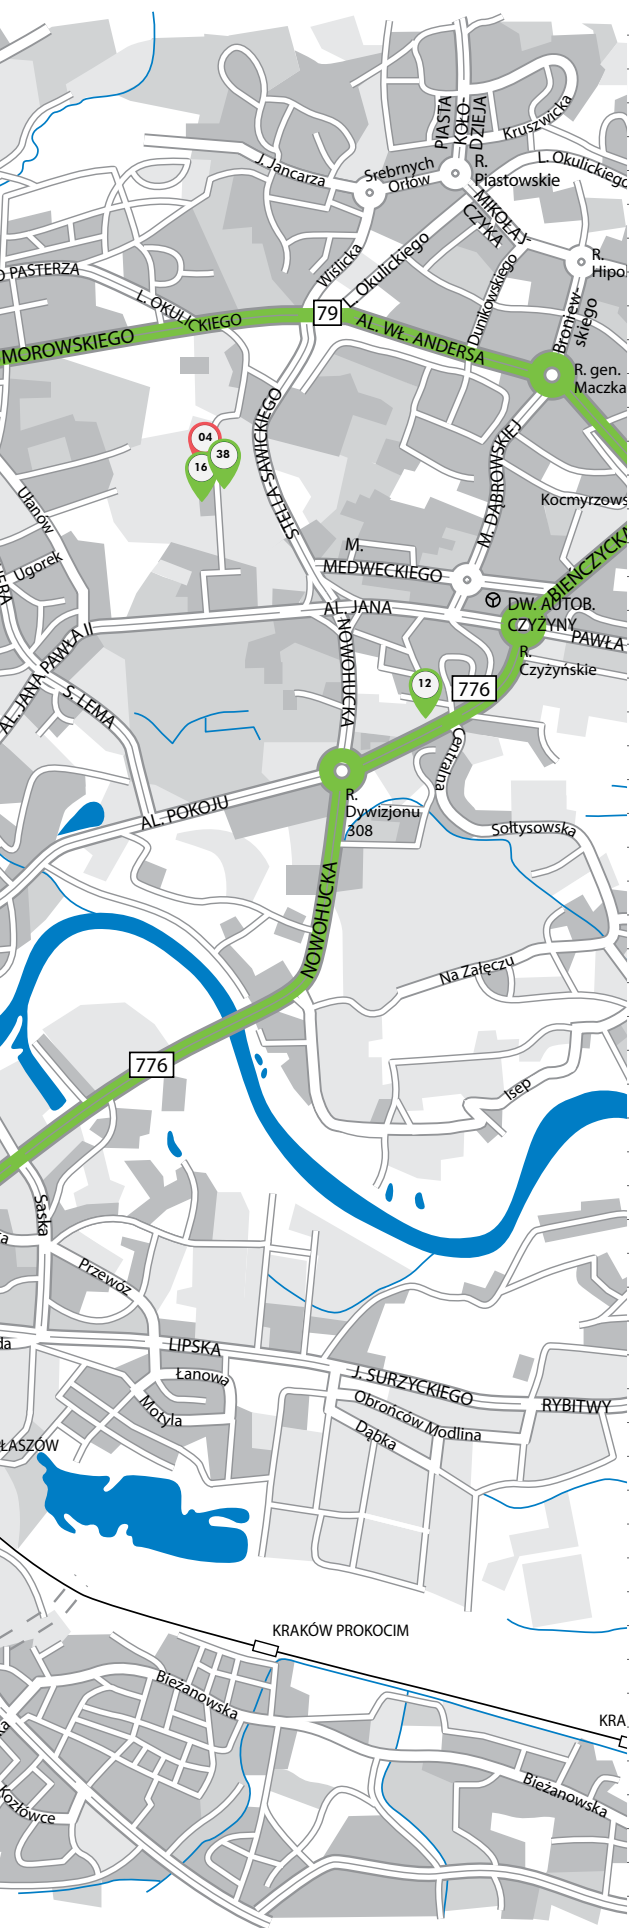 PIASTA
KOŁO-
DZIEJA
Kruszwicka
J. Jancarza
Srebrnych
Orłów
R.
Piastowskie
L. Okulickiego
MIKOŁAJ-
CZYKA
Wiślicka
L. Okulickiego
Dunikowskiego
R.
Hipo
Broniew-
skiego
O PASTERZA
L. OKULICKIEGO
79
MOROWSKIEGO
AL. WŁ. ANDERSA
R. gen.
Maczka
STELLA-SAWICKIEGO
M. DĄBROWSKIEJ
04
38
16
Ułanów
Kocmyrzows
Ugorek
M.
MEDWECKIEGO
BIEŃCZYCKA
DW. AUTOB.
CZYŻYNY
AL. JANA
PAWŁA
AL. JANA PAWŁA II
NOWOHUCKA
R.
Czyżyńskie
12
776
S. LEMA
Centralna
R.
Dywizjonu
308
AL. POKOJU
Sołtysowska
NOWOHUCKA
Na Załęczu
776
Isep
Saska
Przewóz
LIPSKA
Łanowa
J. SURZYCKIEGO
Obrońców Modlina
RYBITWY
Motyla
Dąbka
ŁASZÓW
KRAKÓW PROKOCIM
Bieżanowska
KRA
Bieżanowska
Kozłówce